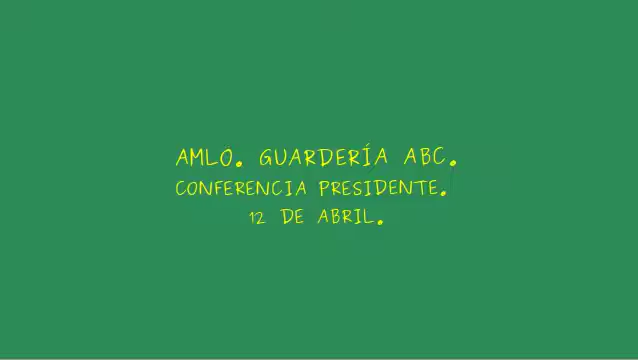 AMLO. GUARDERÍA ABC.
CONFERENCIA PRESIDENTE.
12 DE ABRIL.